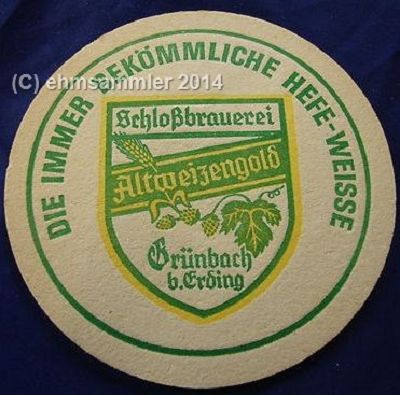 (C) ehmsammler 2014
DIE IMMER BEKÖMMLICHE HEFE-WEISSE
Schloßbrauerei
Altweizengold
Grünbach
b. Erding